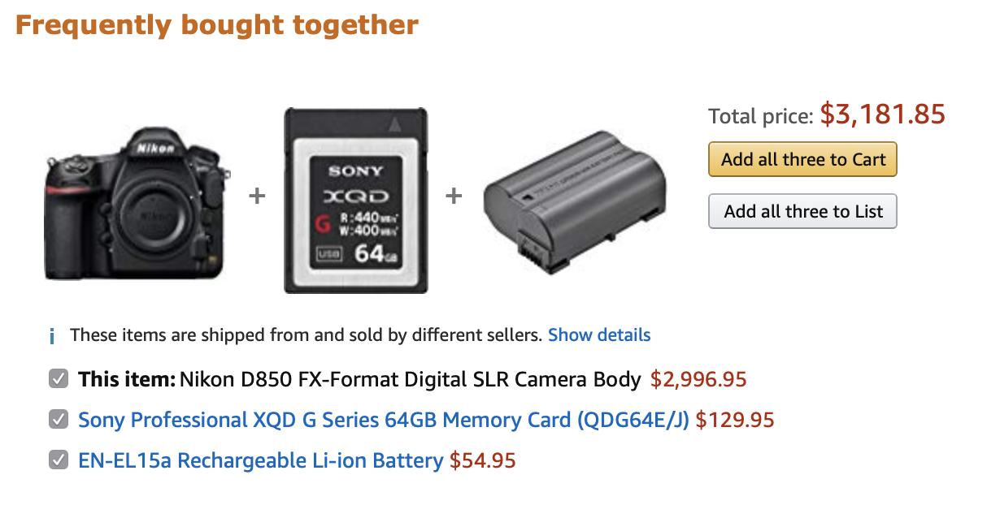 Frequently bought together
Nikon
Nikon
SONY
XQD
G
R:440MB/s
W:400MB/s
USB
64GB
+
+
Total price: $3,181.85
Add all three to Cart
Add all three to List
i These items are shipped from and sold by different sellers. Show details
This item: Nikon D850 FX-Format Digital SLR Camera Body $2,996.95
Sony Professional XQD G Series 64GB Memory Card (QDG64E/J) $129.95
EN-EL15a Rechargeable Li-ion Battery $54.95